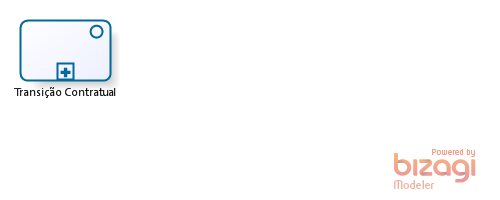 Transição Contratual
Powered by
bizagi
Modeler